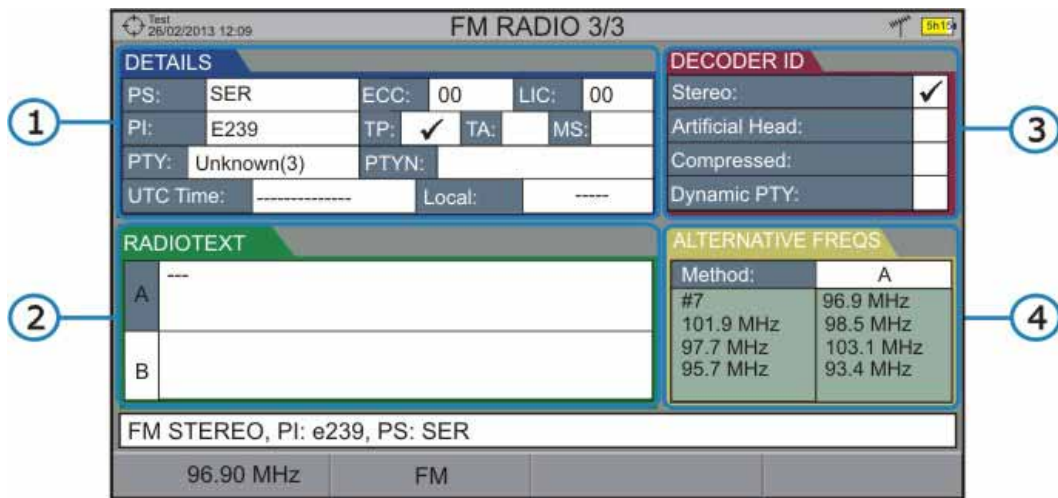 Test
26/02/2013 12:09
FM RADIO 3/3
5h15
DETAILS
PS: SER ECC: 00 LIC: 00
PI: E239 TP: ✓ TA: MS:
PTY: Unknown(3) PTYN:
UTC Time: -------------- Local: -----
DECODER ID
Stereo: ✓
Artificial Head:
Compressed:
Dynamic PTY:
1
3
RADIOTEXT
A ---
B
ALTERNATIVE FREQS
Method: A
#7 96.9 MHz
101.9 MHz 98.5 MHz
97.7 MHz 103.1 MHz
95.7 MHz 93.4 MHz
2
4
FM STEREO, PI: e239, PS: SER
96.90 MHz FM